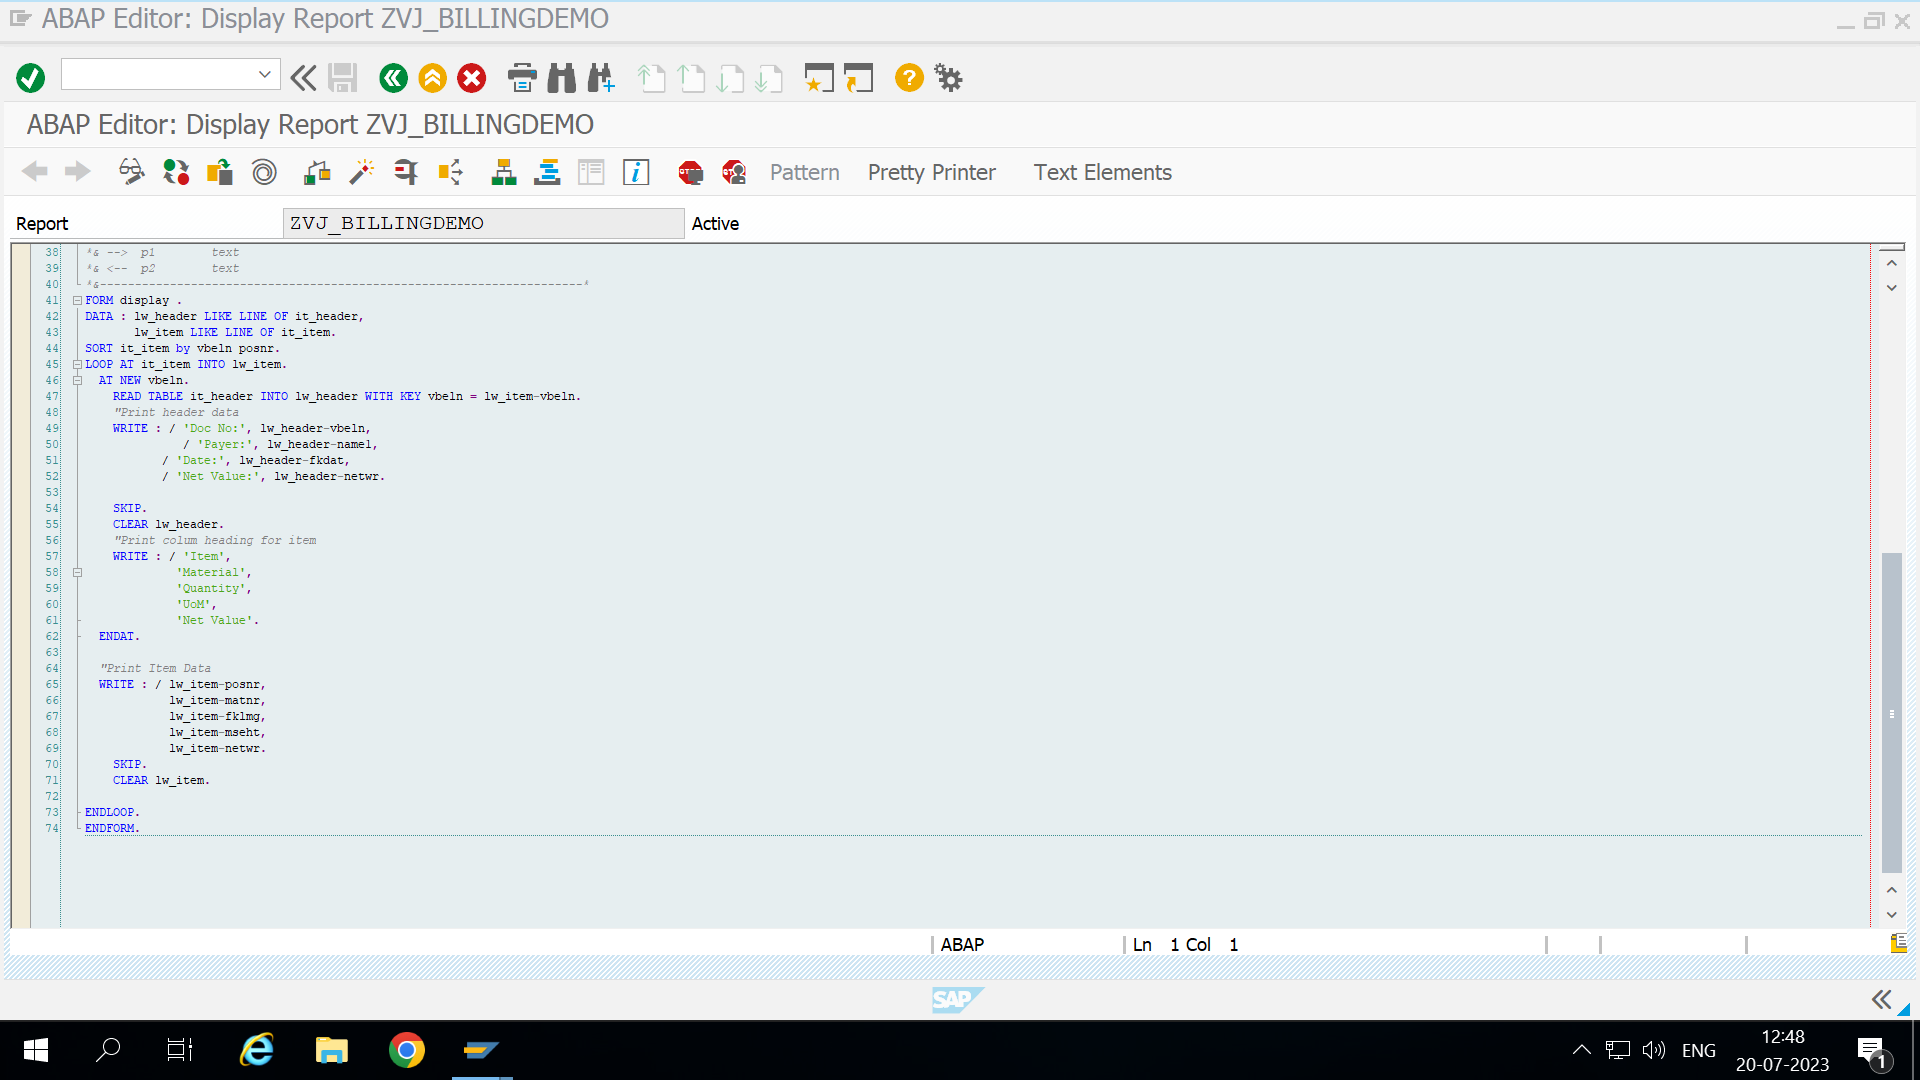 ABAP Editor: Display Report ZVJ_BILLINGDEMO
ABAP Editor: Display Report ZVJ_BILLINGDEMO
Pattern Pretty Printer Text Elements
Report ZVJ_BILLINGDEMO Active
38 *& --> p1 text
39 *& <-- p2 text
40 *&---------------------------------------------------------------------*
41 FORM display .
42 DATA : lw_header LIKE LINE OF it_header,
43 lw_item LIKE LINE OF it_item.
44 SORT it_item by vbeln posnr.
45 LOOP AT it_item INTO lw_item.
46 AT NEW vbeln.
47 READ TABLE it_header INTO lw_header WITH KEY vbeln = lw_item-vbeln.
48 "Print header data
49 WRITE : / 'Doc No:', lw_header-vbeln,
50 / 'Payer:', lw_header-name1,
51 / 'Date:', lw_header-fkdat,
52 / 'Net Value:', lw_header-netwr.
53
54 SKIP.
55 CLEAR lw_header.
56 "Print colum heading for item
57 WRITE : / 'Item',
58 'Material',
59 'Quantity',
60 'UoM',
61 'Net Value'.
62 ENDAT.
63
64 "Print Item Data
65 WRITE : / lw_item-posnr,
66 lw_item-matnr,
67 lw_item-fklmg,
68 lw_item-mseht,
69 lw_item-netwr.
70 SKIP.
71 CLEAR lw_item.
72
73 ENDLOOP.
74 ENDFORM.
ABAP Ln 1 Col 1
SAP
ENG 12:48
20-07-2023
1